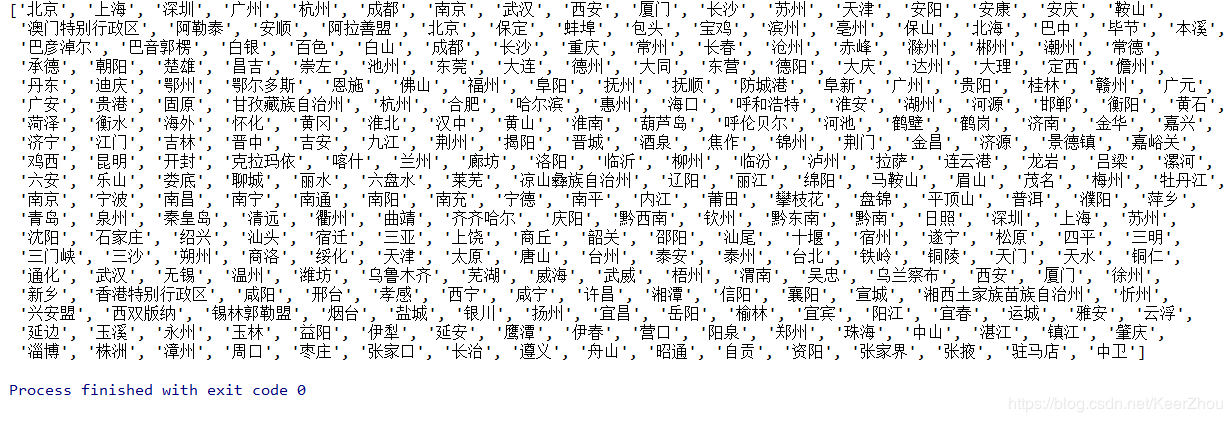 ['北京', '上海', '深圳', '广州', '杭州', '成都', '南京', '武汉', '西安', '厦门', '长沙', '苏州', '天津', '安阳', '安康', '安庆', '鞍山',
'澳门特别行政区', '阿勒泰', '安顺', '阿拉善盟', '北京', '保定', '蚌埠', '包头', '宝鸡', '滨州', '亳州', '保山', '北海', '巴中', '毕节', '本溪',
'巴彦淖尔', '巴音郭楞', '白银', '百色', '白山', '成都', '长沙', '重庆', '常州', '长春', '沧州', '赤峰', '滁州', '郴州', '潮州', '常德',
'承德', '朝阳', '楚雄', '昌吉', '崇左', '池州', '东莞', '大连', '德州', '大同', '东营', '德阳', '大庆', '达州', '大理', '定西', '儋州',
'丹东', '迪庆', '鄂州', '鄂尔多斯', '恩施', '佛山', '福州', '阜阳', '抚州', '抚顺', '防城港', '阜新', '广州', '贵阳', '桂林', '赣州', '广元',
'广安', '贵港', '固原', '甘孜藏族自治州', '杭州', '合肥', '哈尔滨', '惠州', '海口', '呼和浩特', '淮安', '湖州', '河源', '邯郸', '衡阳', '黄石',
'菏泽', '衡水', '海外', '怀化', '黄冈', '淮北', '汉中', '黄山', '淮南', '葫芦岛', '呼伦贝尔', '河池', '鹤壁', '鹤岗', '济南', '金华', '嘉兴',
'济宁', '江门', '吉林', '晋中', '吉安', '九江', '荆州', '揭阳', '晋城', '酒泉', '焦作', '锦州', '荆门', '金昌', '济源', '景德镇', '嘉峪关',
'鸡西', '昆明', '开封', '克拉玛依', '喀什', '兰州', '廊坊', '洛阳', '临沂', '柳州', '临汾', '泸州', '拉萨', '连云港', '龙岩', '吕梁', '漯河',
'六安', '乐山', '娄底', '聊城', '丽水', '六盘水', '莱芜', '凉山彝族自治州', '辽阳', '丽江', '绵阳', '马鞍山', '眉山', '茂名', '梅州', '牡丹江',
'南京', '宁波', '南昌', '南宁', '南通', '南阳', '南充', '宁德', '南平', '内江', '莆田', '攀枝花', '盘锦', '平顶山', '普洱', '濮阳', '萍乡',
'青岛', '泉州', '秦皇岛', '清远', '衢州', '曲靖', '齐齐哈尔', '庆阳', '黔西南', '钦州', '黔东南', '黔南', '日照', '深圳', '上海', '苏州',
'沈阳', '石家庄', '绍兴', '汕头', '宿迁', '三亚', '上饶', '商丘', '韶关', '邵阳', '汕尾', '十堰', '宿州', '遂宁', '松原', '四平', '三明',
'三门峡', '三沙', '朔州', '商洛', '绥化', '天津', '太原', '唐山', '台州', '泰安', '泰州', '台北', '铁岭', '铜陵', '天门', '天水', '铜仁',
'通化', '武汉', '无锡', '温州', '潍坊', '乌鲁木齐', '芜湖', '威海', '武威', '梧州', '渭南', '吴忠', '乌兰察布', '西安', '厦门', '徐州',
'新乡', '香港特别行政区', '咸阳', '邢台', '孝感', '西宁', '咸宁', '许昌', '湘潭', '信阳', '襄阳', '宣城', '湘西土家族苗族自治州', '忻州',
'兴安盟', '西双版纳', '锡林郭勒盟', '烟台', '盐城', '银川', '扬州', '宜昌', '岳阳', '榆林', '宜宾', '阳江', '宜春', '运城', '雅安', '云浮',
'延边', '玉溪', '永州', '玉林', '益阳', '伊犁', '延安', '鹰潭', '伊春', '营口', '阳泉', '郑州', '珠海', '中山', '湛江', '镇江', '肇庆',
'淄博', '株洲', '漳州', '周口', '枣庄', '张家口', '长治', '遵义', '舟山', '昭通', '自贡', '资阳', '张家界', '张掖', '驻马店', '中卫']
Process finished with exit code 0
https://blog.csdn.net/KeerZhou